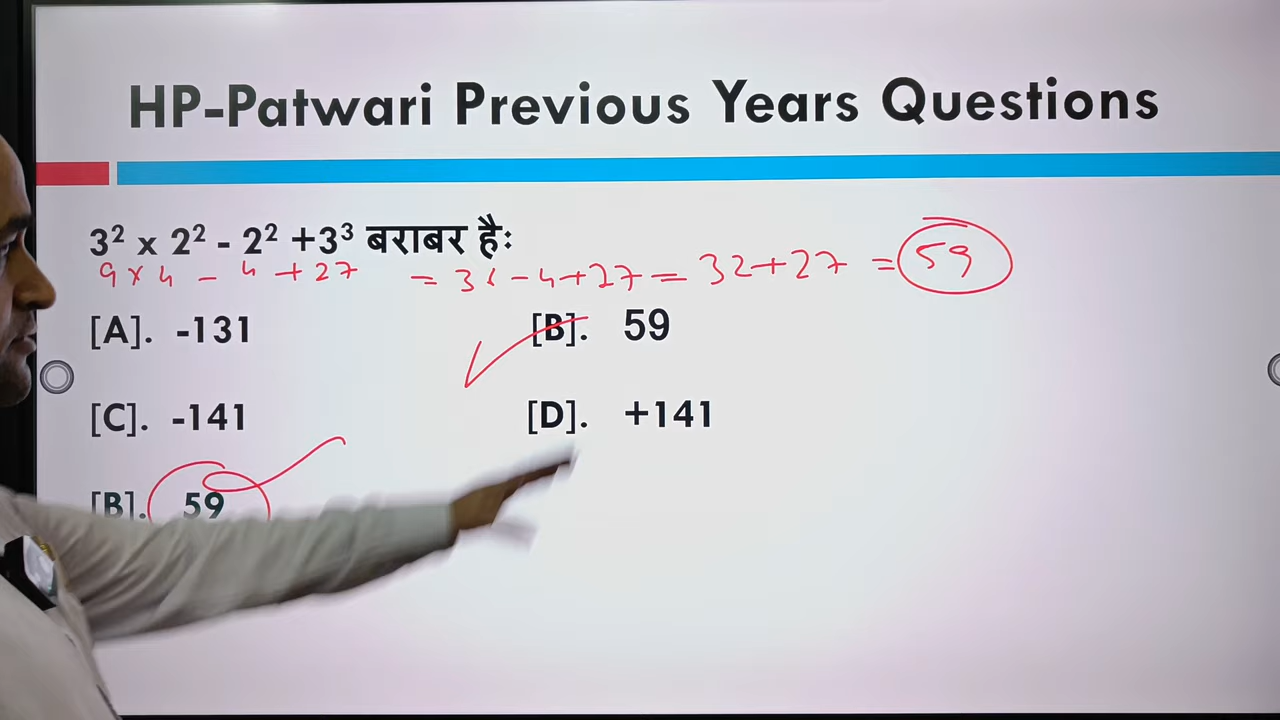 HP-Patwari Previous Years Questions
3² x 2² - 2² +3³ बराबर हैः
9 x 4 - 4 + 27 = 36 - 4 + 27 = 32 + 27 = 59
[A]. -131 [B]. 59
[C]. -141 [D]. +141
[B]. 59